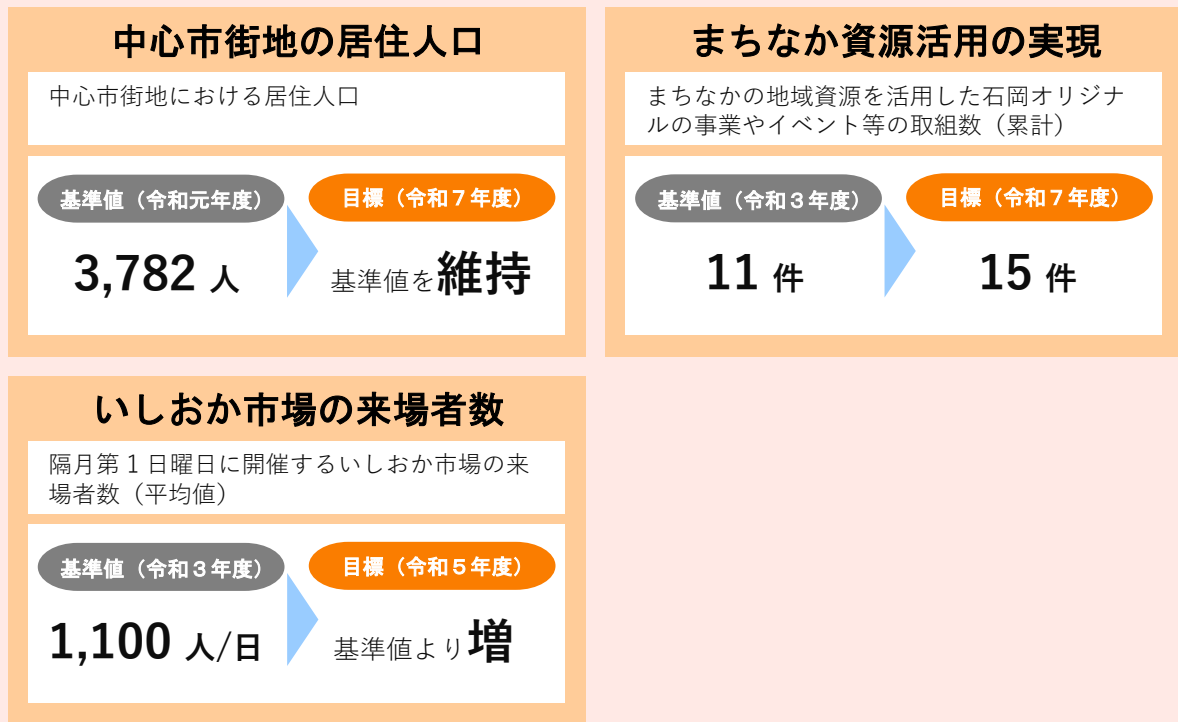 中心市街地の居住人口
中心市街地における居住人口
基準値（令和元年度）
目標（令和７年度）
3,782 人
基準値を維持
まちなか資源活用の実現
まちなかの地域資源を活用した石岡オリジナ
ルの事業やイベント等の取組数（累計）
基準値（令和３年度）
目標（令和７年度）
11 件
15 件
いしおか市場の来場者数
隔月第１日曜日に開催するいしおか市場の来
場者数（平均値）
基準値（令和３年度）
目標（令和５年度）
1,100 人/日
基準値より増